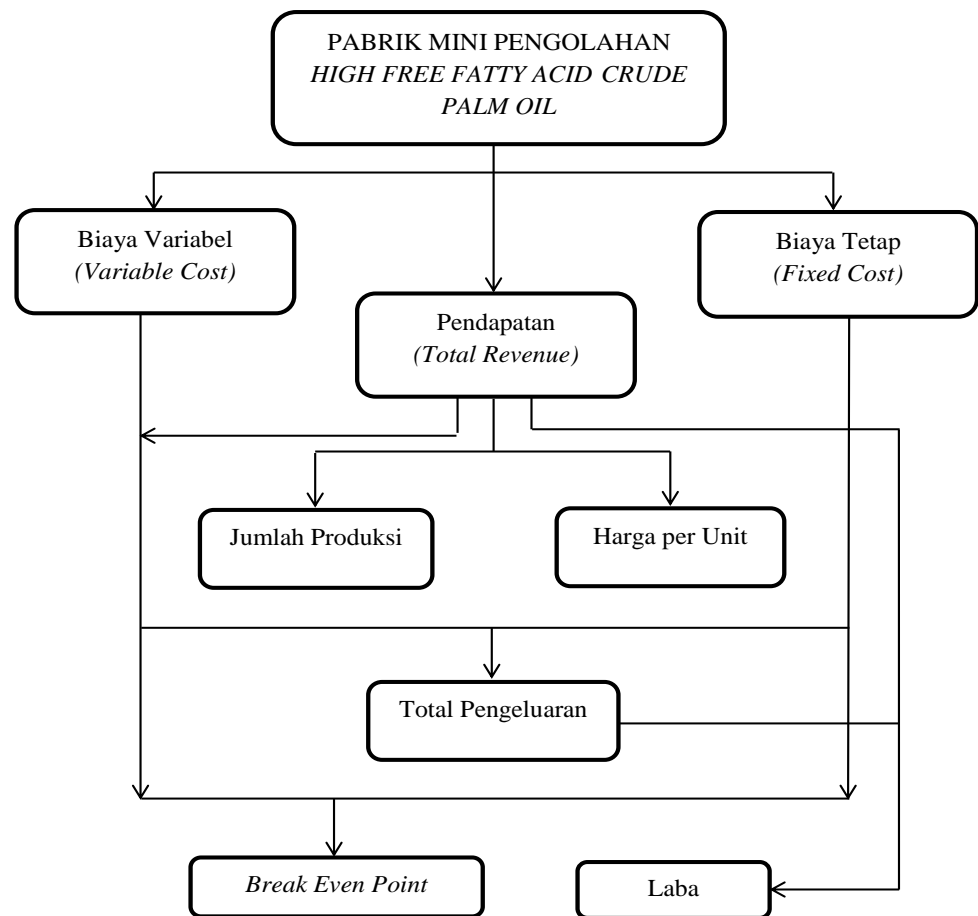 PABRIK MINI PENGOLAHAN
HIGH FREE FATTY ACID CRUDE
PALM OIL
Biaya Variabel
(Variable Cost)
Biaya Tetap
(Fixed Cost)
Pendapatan
(Total Revenue)
Jumlah Produksi
Harga per Unit
Total Pengeluaran
Break Even Point
Laba